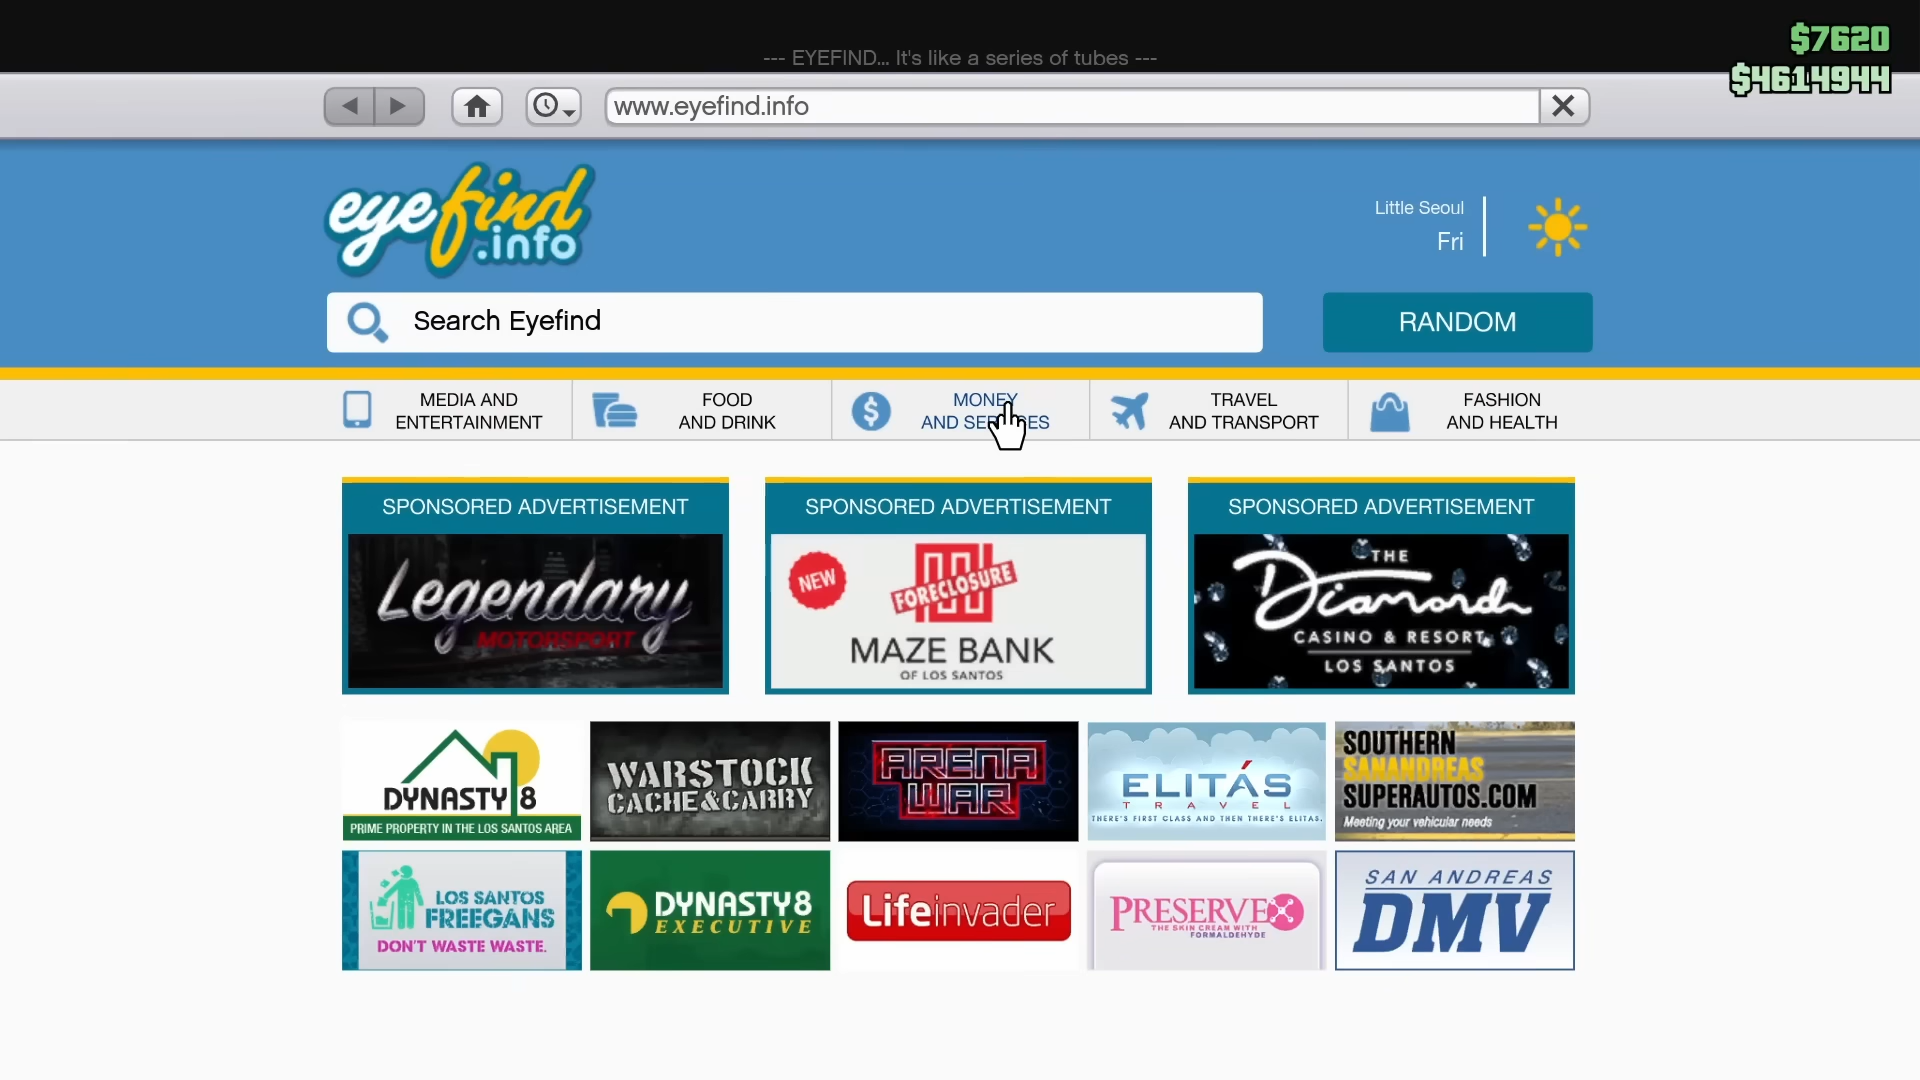 $7620
--- EYEFIND... It's like a series of tubes ---
$4614944
www.eyefind.info
eyefind
.info
Little Seoul
Fri
Search Eyefind
RANDOM
MEDIA AND
ENTERTAINMENT
FOOD
AND DRINK
MONEY
AND SERVICES
TRAVEL
AND TRANSPORT
FASHION
AND HEALTH
SPONSORED ADVERTISEMENT
Legendary
MOTORSPORT
SPONSORED ADVERTISEMENT
NEW
FORECLOSURE
MAZE BANK
OF LOS SANTOS
SPONSORED ADVERTISEMENT
THE
Diamond
CASINO & RESORT
LOS SANTOS
DYNASTY 8
PRIME PROPERTY IN THE LOS SANTOS AREA
WARSTOCK
CACHE&CARRY
ARENA
WAR
ELITÁS
TRAVEL
THERE'S FIRST CLASS AND THEN THERE'S ELITAS.
SOUTHERN
SANANDREAS
SUPERAUTOS.COM
Meeting your vehicular needs
LOS SANTOS
FREEGANS
DON'T WASTE WASTE.
DYNASTY8
EXECUTIVE
Lifeinvader
PRESERVEX
THE SKIN CREAM WITH
FORMALDEHYDE
SAN ANDREAS
DMV